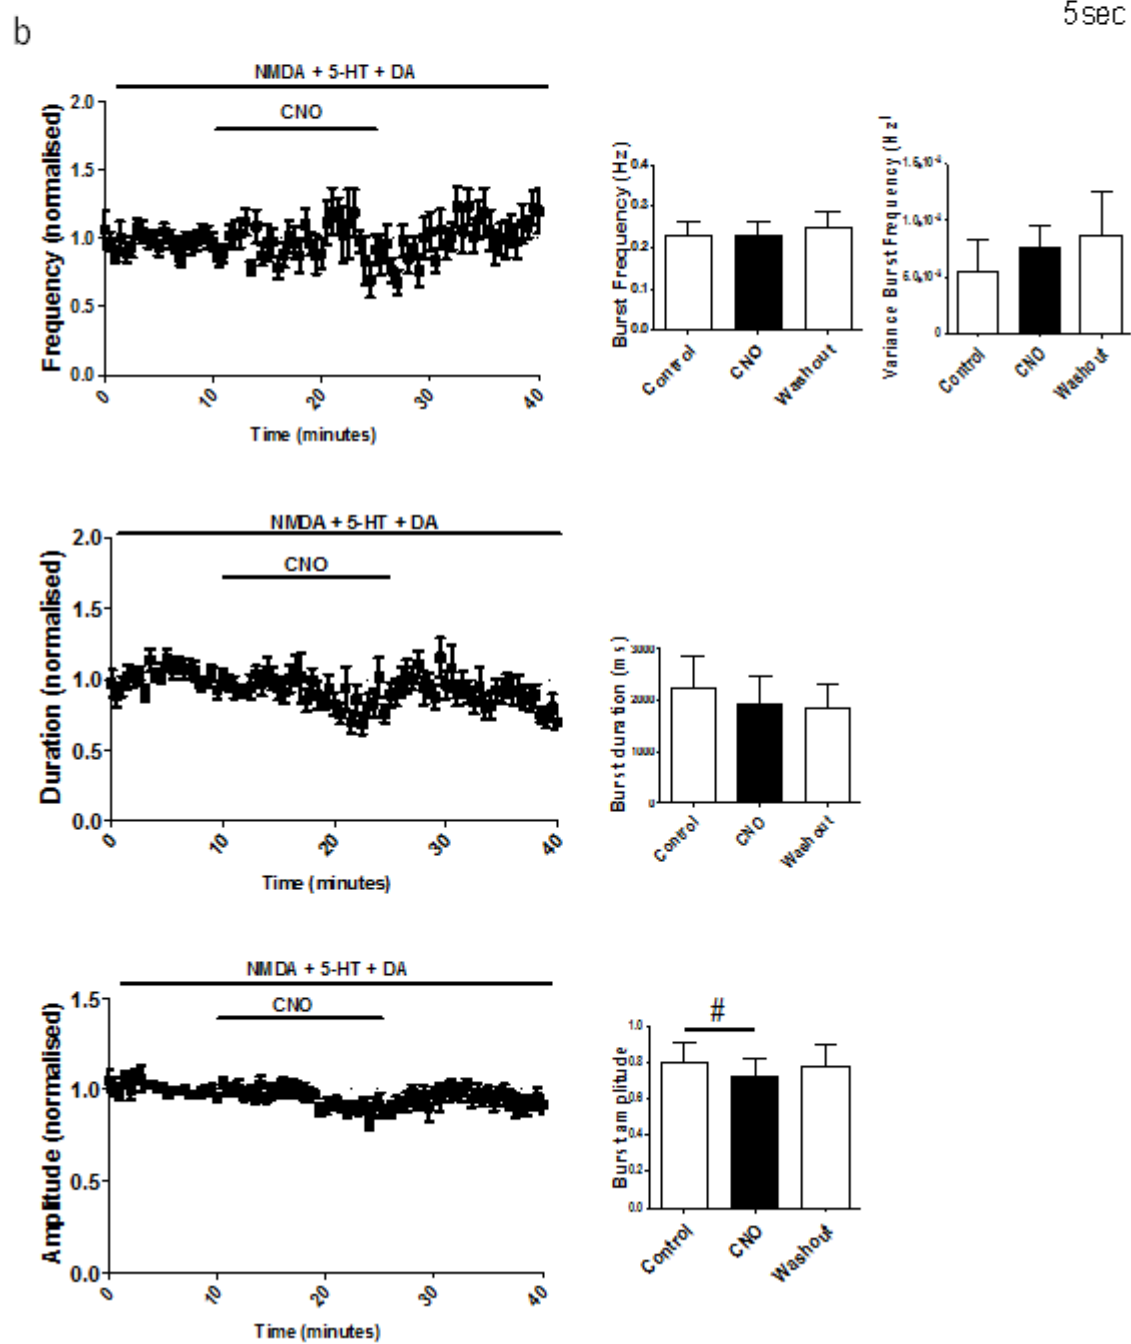 5sec
b
NMDA + 5-HT + DA
CNO
Frequency (normalised)
2.0
1.5
1.0
0.5
0.0
0
10
20
30
40
Time (minutes)
Burst Frequency (Hz)
0.4
0.3
0.2
0.1
0.0
Control
CNO
Washout
Variance Burst Frequency (Hz)
0
Control
CNO
Washout
NMDA + 5-HT + DA
CNO
Duration (normalised)
2.0
1.5
1.0
0.5
0.0
0
10
20
30
40
Time (minutes)
Burst duration (ms)
3000
2000
1000
0
Control
CNO
Washout
NMDA + 5-HT + DA
CNO
Amplitude (normalised)
1.5
1.0
0.5
0.0
0
10
20
30
40
Time (minutes)
#
Burst amplitude
1.0
0.8
0.6
0.4
0.2
0.0
Control
CNO
Washout